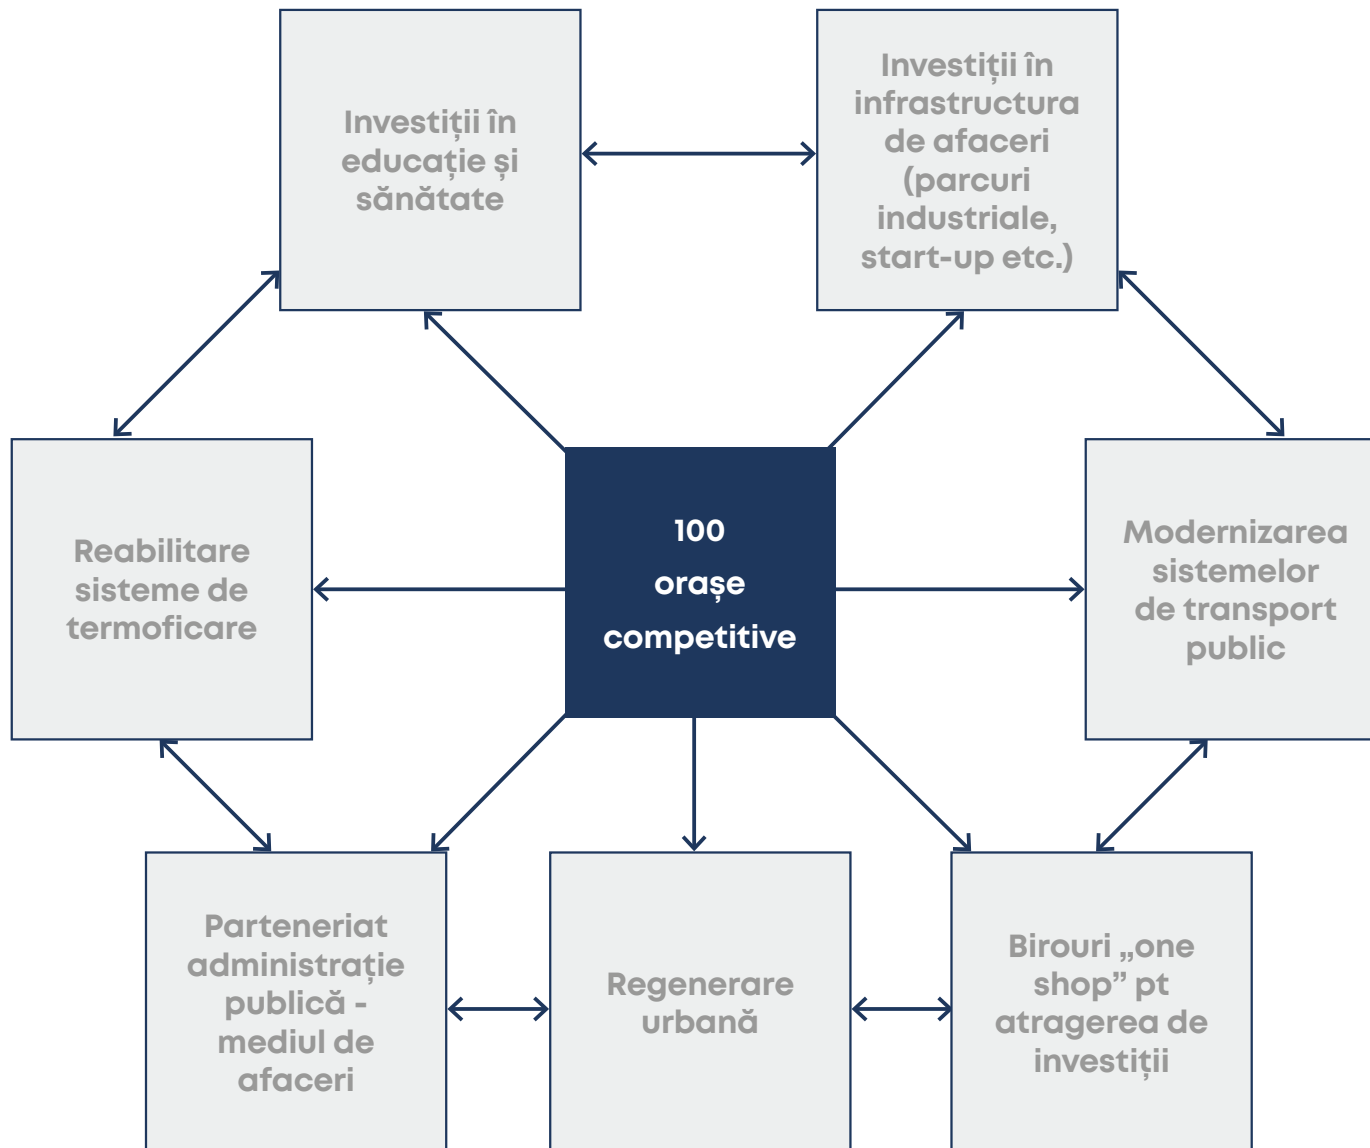 Investiții în
educație și
sănătate
Investiții în
infrastructura
de afaceri
(parcuri
industriale,
start-up etc.)
Reabilitare
sisteme de
termoficare
100
orașe
competitive
Modernizarea
sistemelor
de transport
public
Parteneriat
administrație
publică -
mediul de
afaceri
Regenerare
urbană
Birouri „one
shop” pt
atragerea de
investiții